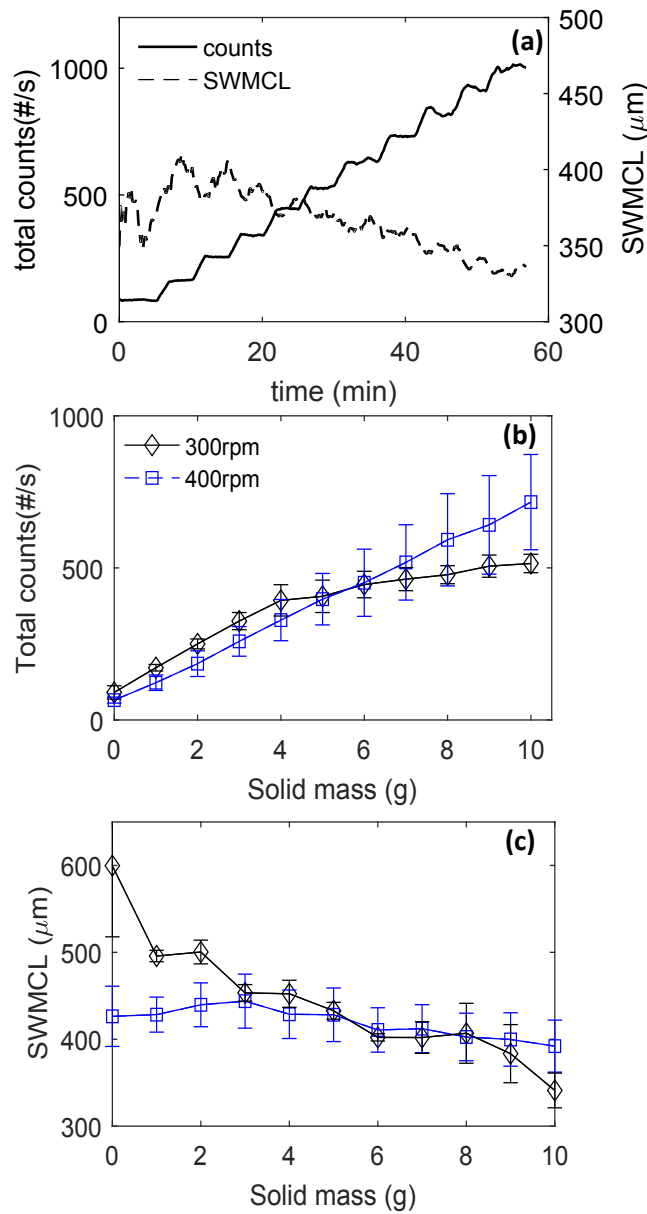 (a)
counts
SWMCL
1000
500
0
total counts(#/s)
500
450
400
350
300
SWMCL (μm)
0 20 40 60
time (min)
(b)
300rpm
400rpm
1000
500
0
Total counts(#/s)
0 2 4 6 8 10
Solid mass (g)
(c)
600
500
400
300
SWMCL (μm)
0 2 4 6 8 10
Solid mass (g)